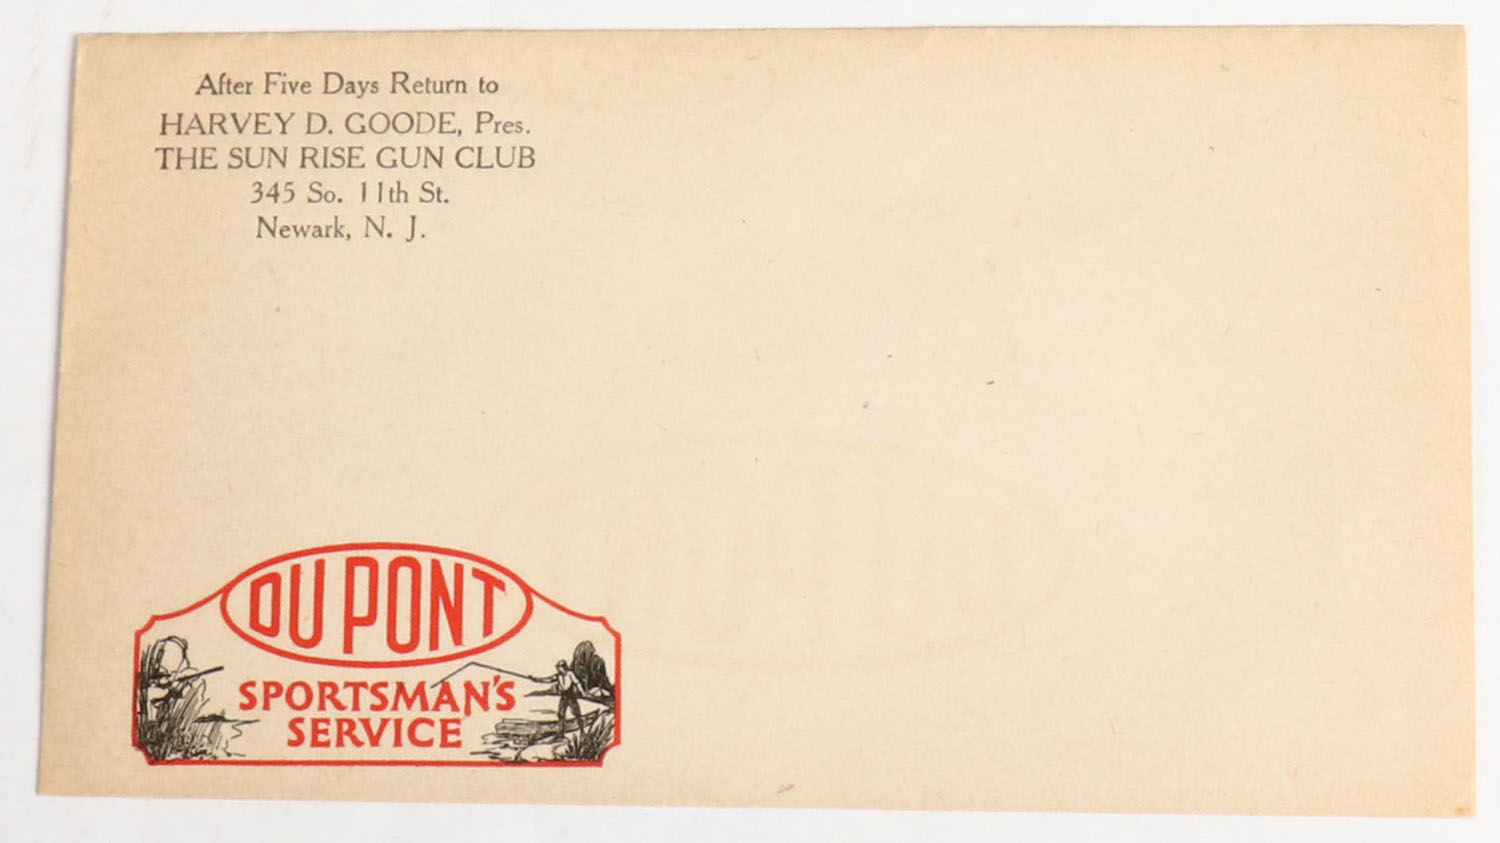 After Five Days Return to
HARVEY D. GOODE, Pres.
THE SUN RISE GUN CLUB
345 So. 11th St.
Newark, N. J.
DU PONT
SPORTSMAN'S
SERVICE